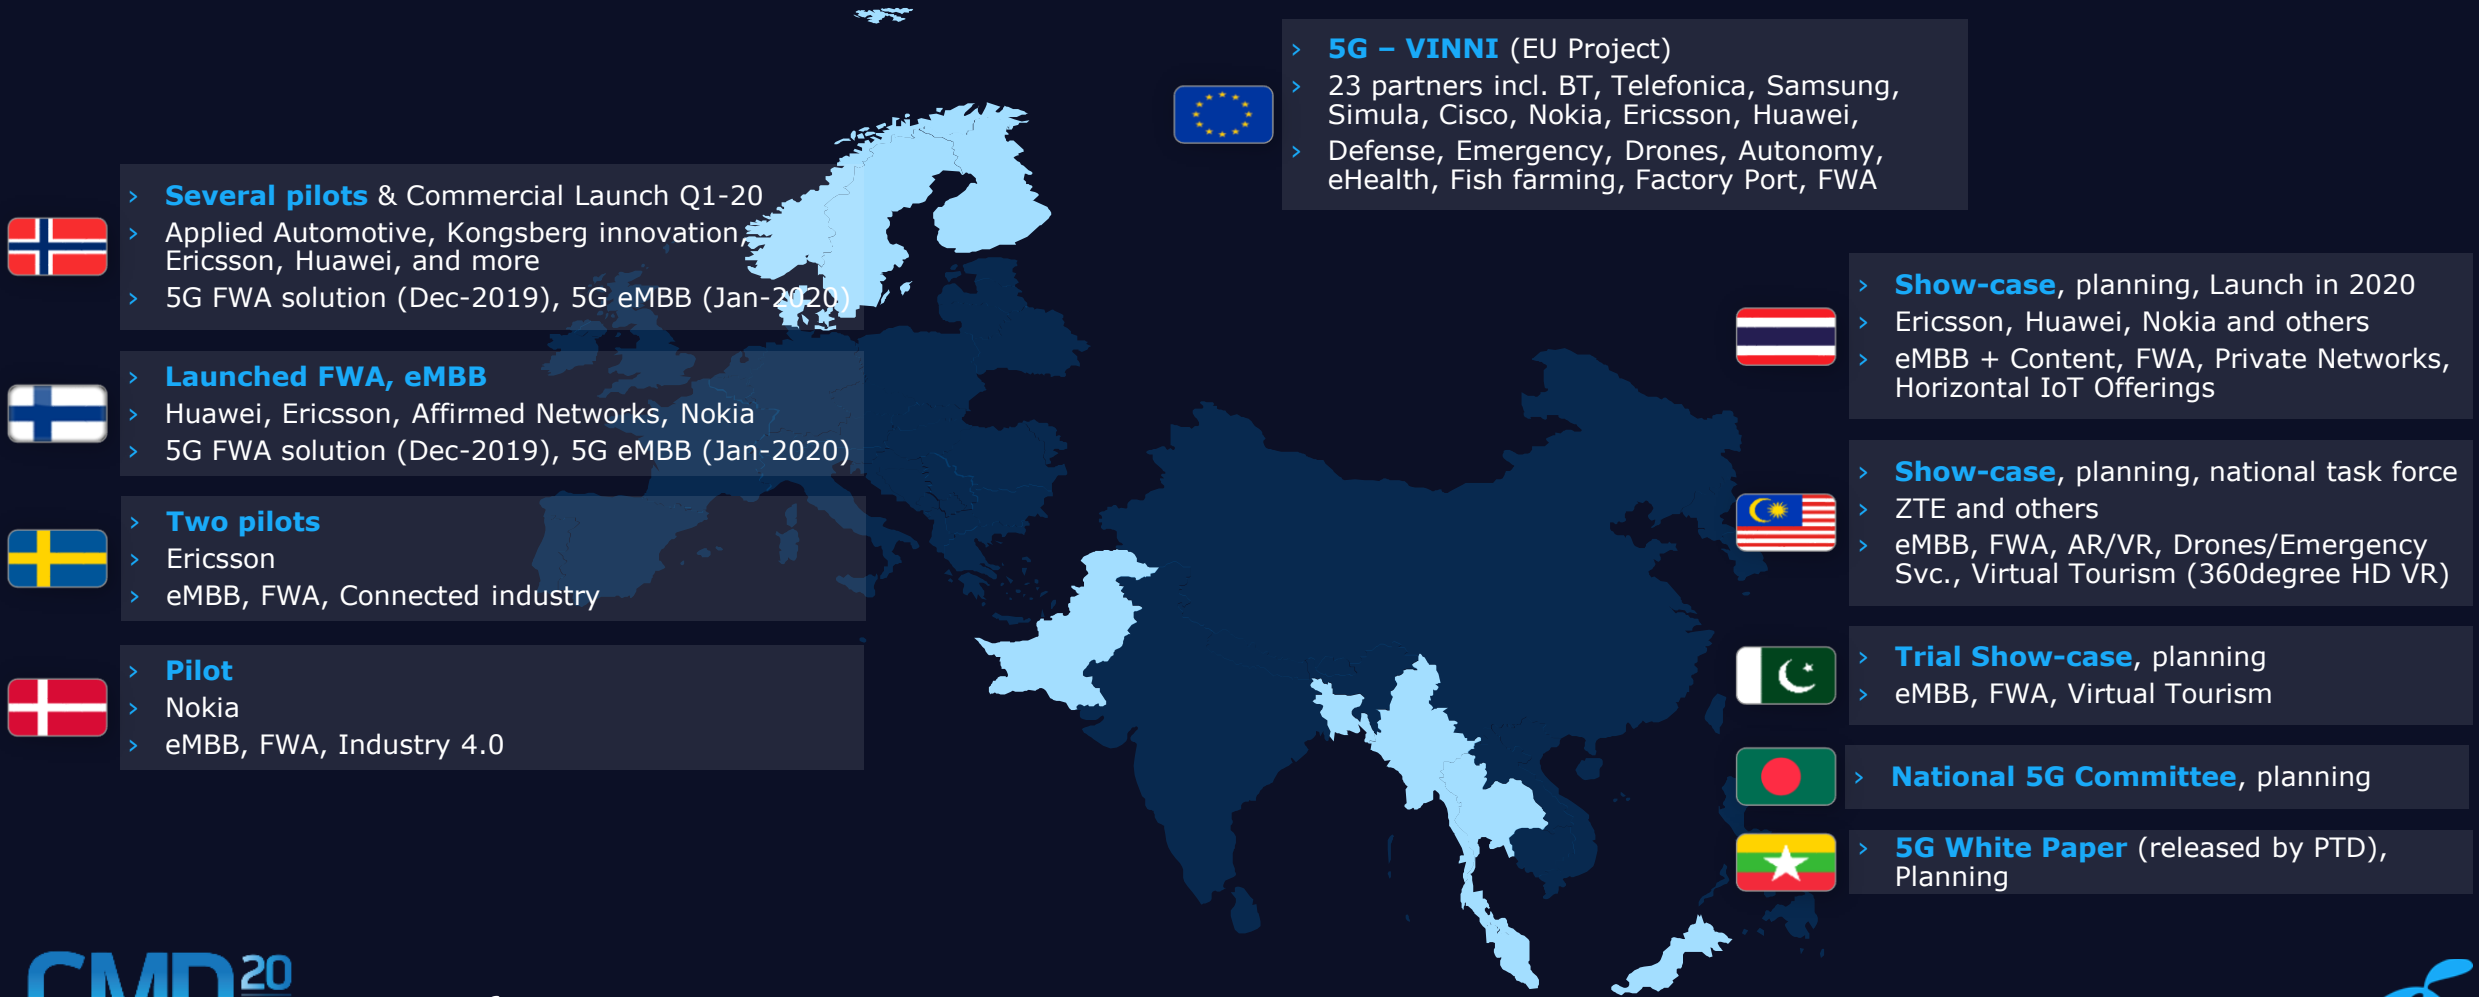 5G – VINNI (EU Project)
23 partners incl. BT, Telefonica, Samsung,
Simula, Cisco, Nokia, Ericsson, Huawei,
Defense, Emergency, Drones, Autonomy,
eHealth, Fish farming, Factory Port, FWA
Several pilots & Commercial Launch Q1-20
Applied Automotive, Kongsberg innovation,
Ericsson, Huawei, and more
5G FWA solution (Dec-2019), 5G eMBB (Jan-2020)
Launched FWA, eMBB
Huawei, Ericsson, Affirmed Networks, Nokia
5G FWA solution (Dec-2019), 5G eMBB (Jan-2020)
Two pilots
Ericsson
eMBB, FWA, Connected industry
Pilot
Nokia
eMBB, FWA, Industry 4.0
Show-case, planning, Launch in 2020
Ericsson, Huawei, Nokia and others
eMBB + Content, FWA, Private Networks,
Horizontal IoT Offerings
Show-case, planning, national task force
ZTE and others
eMBB, FWA, AR/VR, Drones/Emergency
Svc., Virtual Tourism (360degree HD VR)
Trial Show-case, planning
eMBB, FWA, Virtual Tourism
National 5G Committee, planning
5G White Paper (released by PTD),
Planning
CMD 20